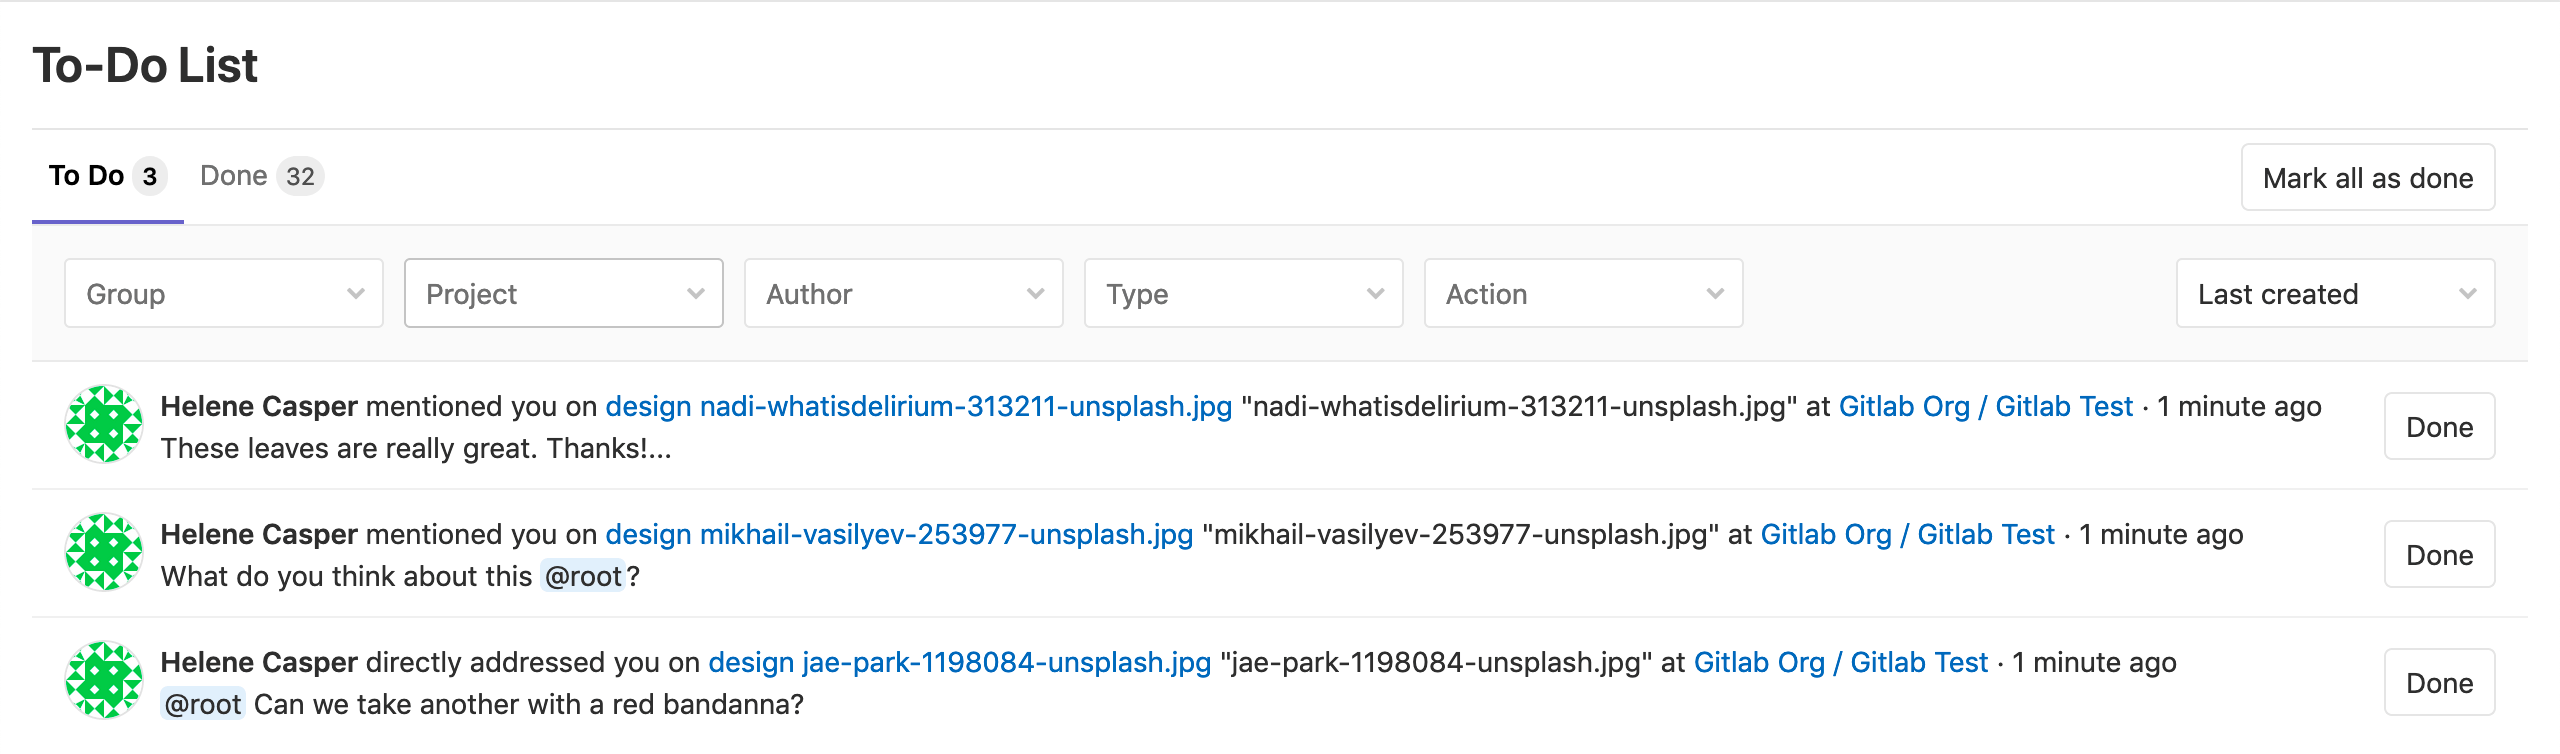 To-Do List
To Do 3 Done 32 Mark all as done
Group Project Author Type Action Last created
Helene Casper mentioned you on design nadi-whatisdelirium-313211-unsplash.jpg "nadi-whatisdelirium-313211-unsplash.jpg" at Gitlab Org / Gitlab Test · 1 minute ago
These leaves are really great. Thanks!...
Done
Helene Casper mentioned you on design mikhail-vasilyev-253977-unsplash.jpg "mikhail-vasilyev-253977-unsplash.jpg" at Gitlab Org / Gitlab Test · 1 minute ago
What do you think about this @root?
Done
Helene Casper directly addressed you on design jae-park-1198084-unsplash.jpg "jae-park-1198084-unsplash.jpg" at Gitlab Org / Gitlab Test · 1 minute ago
@root Can we take another with a red bandanna?
Done